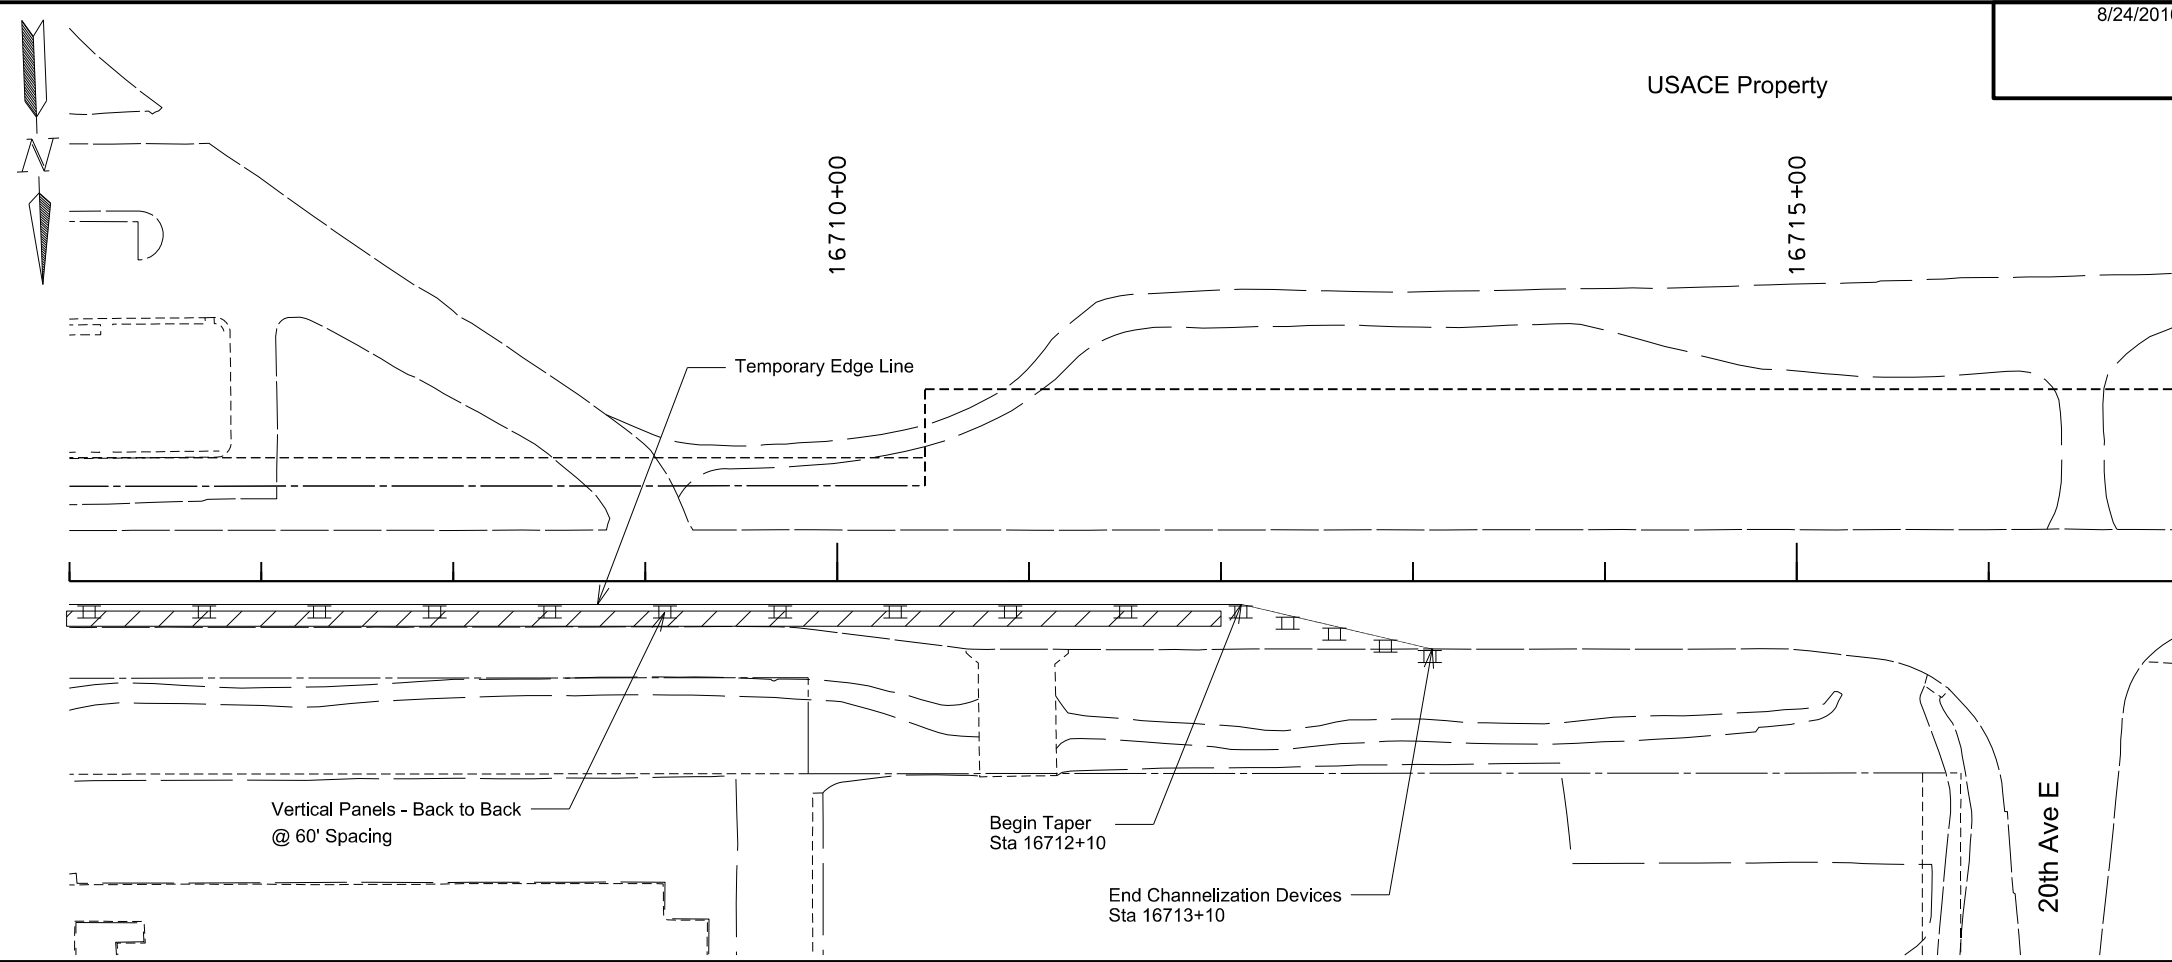 8/24/201
USACE Property
N
16710+00
16715+00
Temporary Edge Line
Vertical Panels - Back to Back
@ 60' Spacing
Begin Taper
Sta 16712+10
End Channelization Devices
Sta 16713+10
20th Ave E